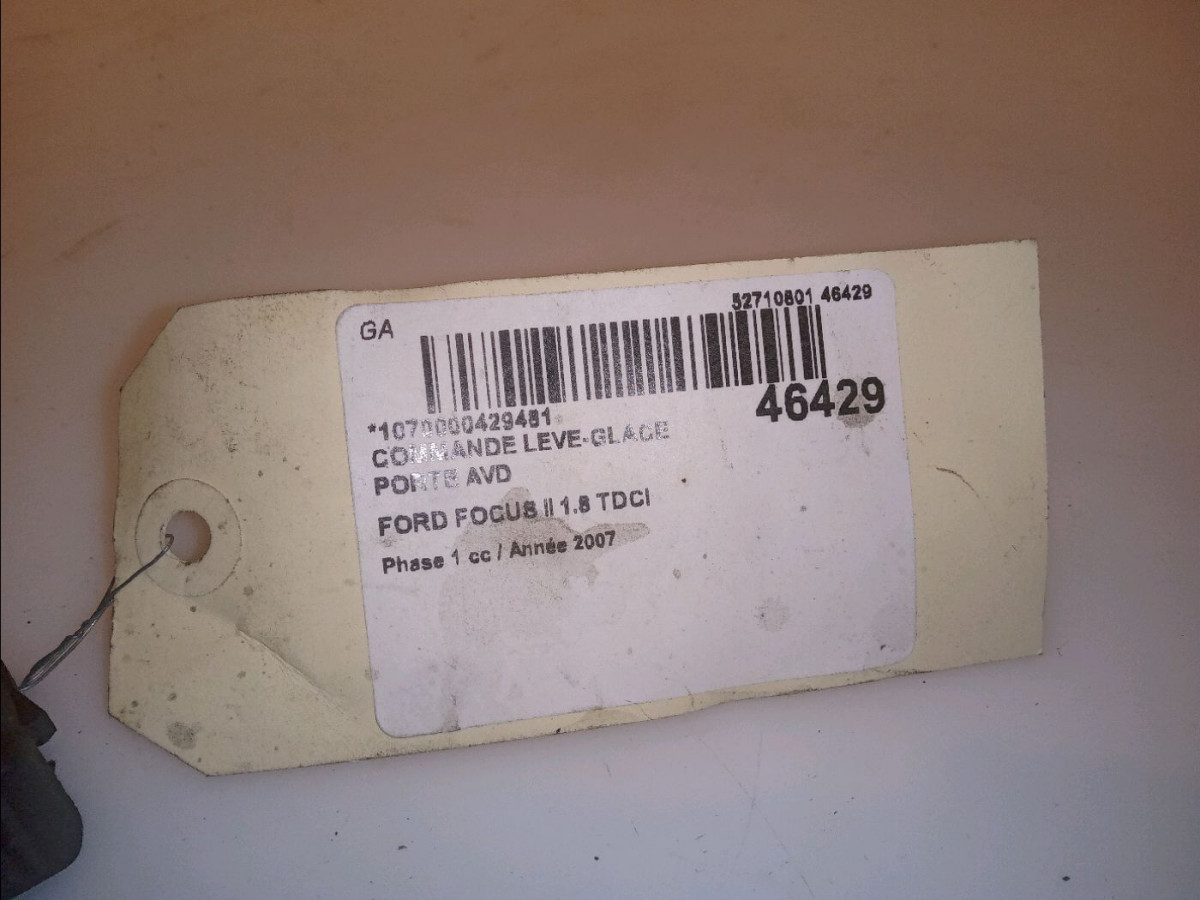 GA
52710801 46429
46429
*1070000429481
COMMANDE LEVE-GLACE
PORTE AVD
FORD FOCUS II 1.8 TDCI
Phase 1 cc / Année 2007